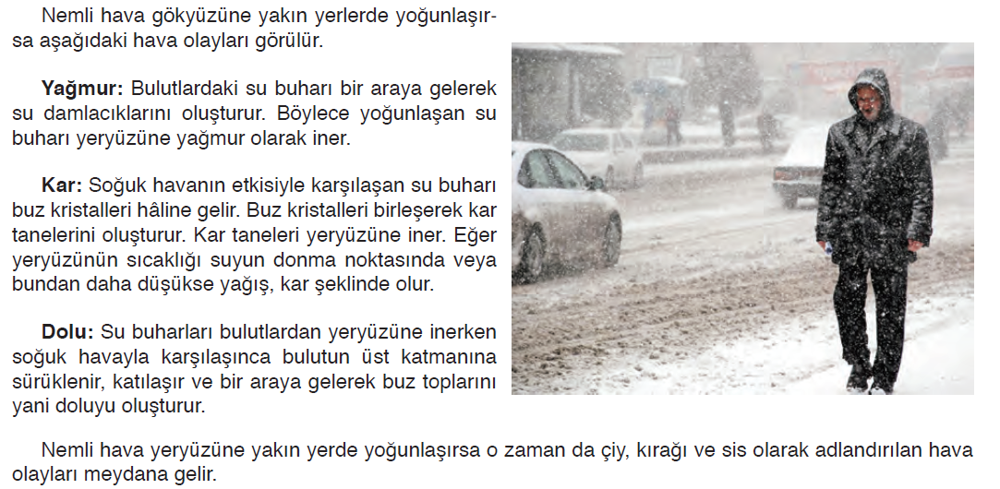 Nemli hava gökyüzüne yakın yerlerde yoğunlaşır-
sa aşağıdaki hava olayları görülür.
Yağmur: Bulutlardaki su buharı bir araya gelerek
su damlacıklarını oluşturur. Böylece yoğunlaşan su
buharı yeryüzüne yağmur olarak iner.
Kar: Soğuk havanın etkisiyle karşılaşan su buharı
buz kristalleri hâline gelir. Buz kristalleri birleşerek kar
tanelerini oluşturur. Kar taneleri yeryüzüne iner. Eğer
yeryüzünün sıcaklığı suyun donma noktasında veya
bundan daha düşükse yağış, kar şeklinde olur.
Dolu: Su buharları bulutlardan yeryüzüne inerken
soğuk havayla karşılaşınca bulutun üst katmanına
sürüklenir, katılaşır ve bir araya gelerek buz toplarını
yani doluyu oluşturur.
Nemli hava yeryüzüne yakın yerde yoğunlaşırsa o zaman da çiy, kırağı ve sis olarak adlandırılan hava
olayları meydana gelir.